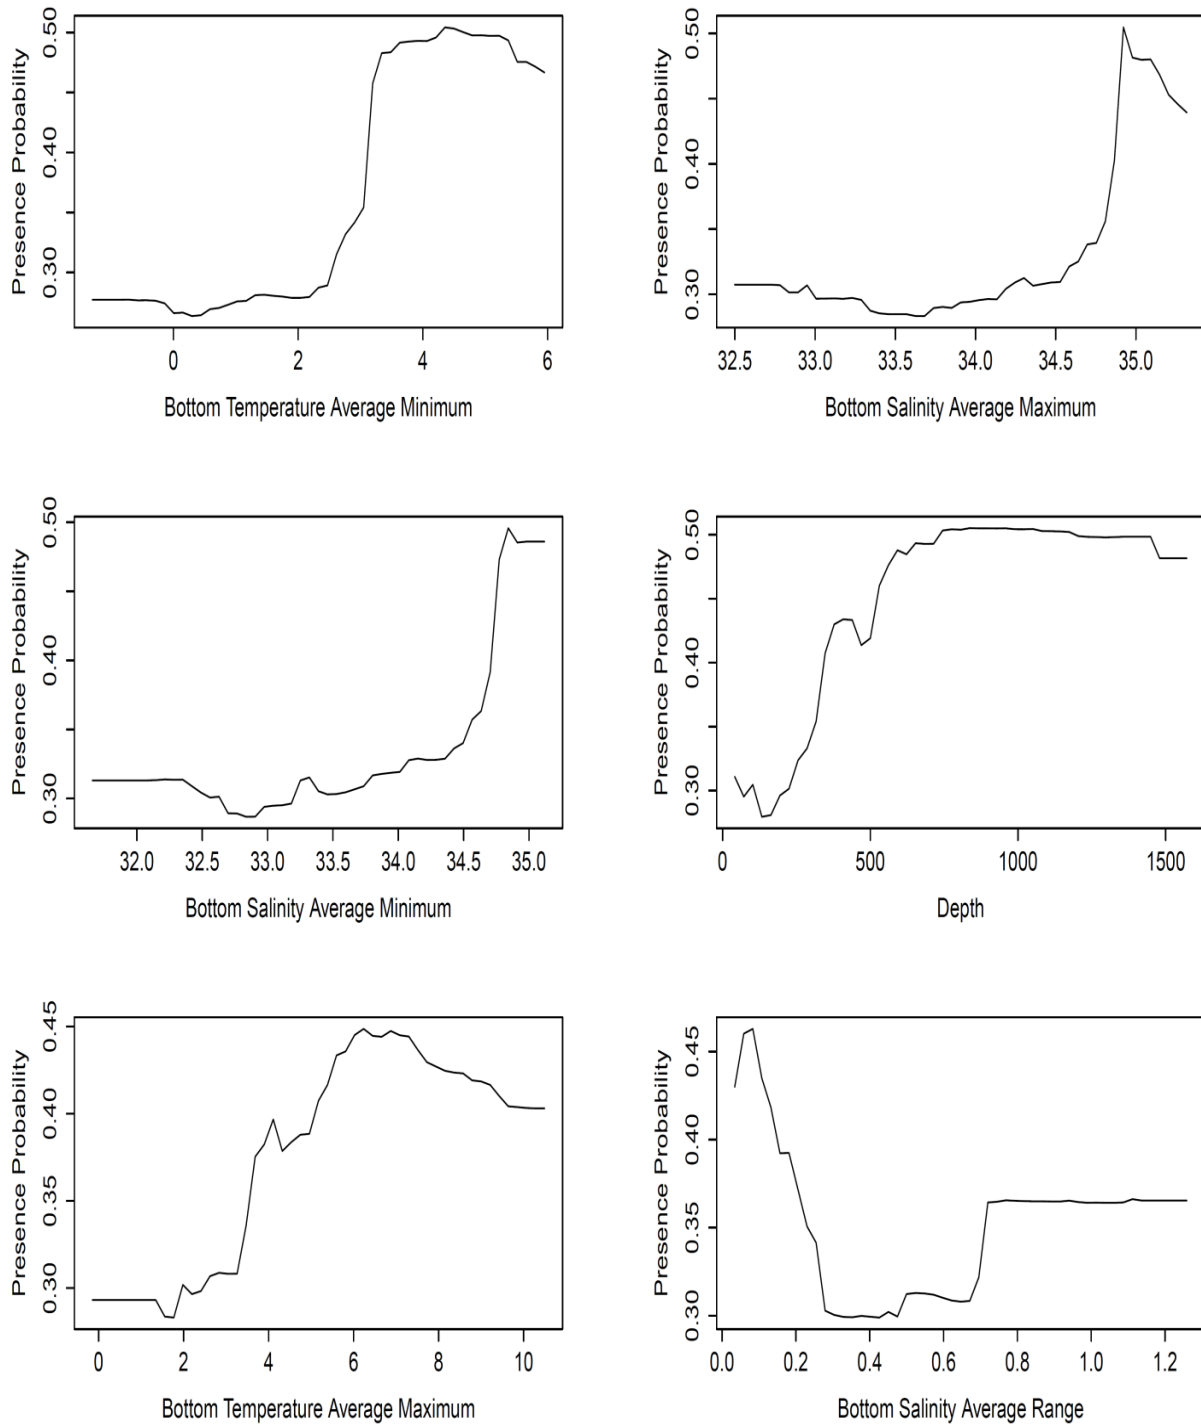 Presence Probability
0.50
0.40
0.30
0 2 4 6
Bottom Temperature Average Minimum
Presence Probability
0.50
0.40
0.30
32.5 33.0 33.5 34.0 34.5 35.0
Bottom Salinity Average Maximum
Presence Probability
0.50
0.40
0.30
32.0 32.5 33.0 33.5 34.0 34.5 35.0
Bottom Salinity Average Minimum
Presence Probability
0.50
0.40
0.30
0 500 1000 1500
Depth
Presence Probability
0.45
0.40
0.35
0.30
0 2 4 6 8 10
Bottom Temperature Average Maximum
Presence Probability
0.45
0.40
0.35
0.30
0.0 0.2 0.4 0.6 0.8 1.0 1.2
Bottom Salinity Average Range